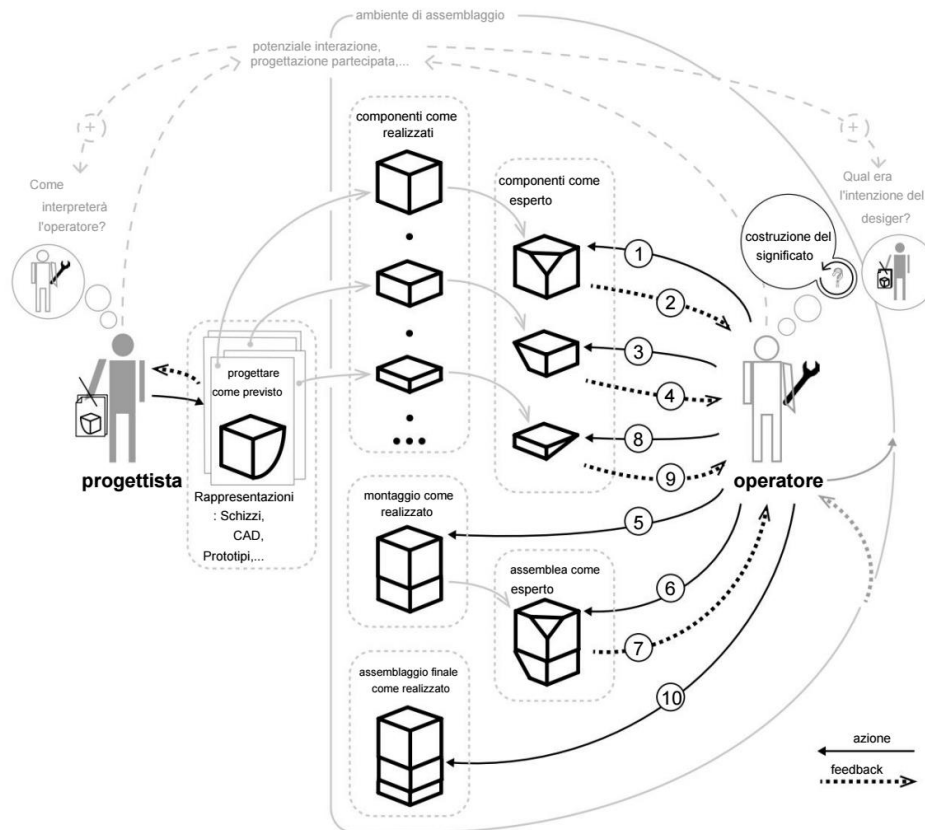 ambiente di assemblaggio
potenziale interazione,
progettazione partecipata,...
+
+
Come
interpreterà
l'operatore?
Qual era
l'intenzione del
desiger?
componenti come
realizzati
componenti come
esperto
costruzione del
significato
?
1
2
3
4
8
9
progettare
come previsto
progettista
operatore
Rappresentazioni
: Schizzi,
CAD,
Prototipi,...
montaggio come
realizzato
5
assemblea come
esperto
6
7
assemblaggio finale
come realizzato
10
azione
feedback